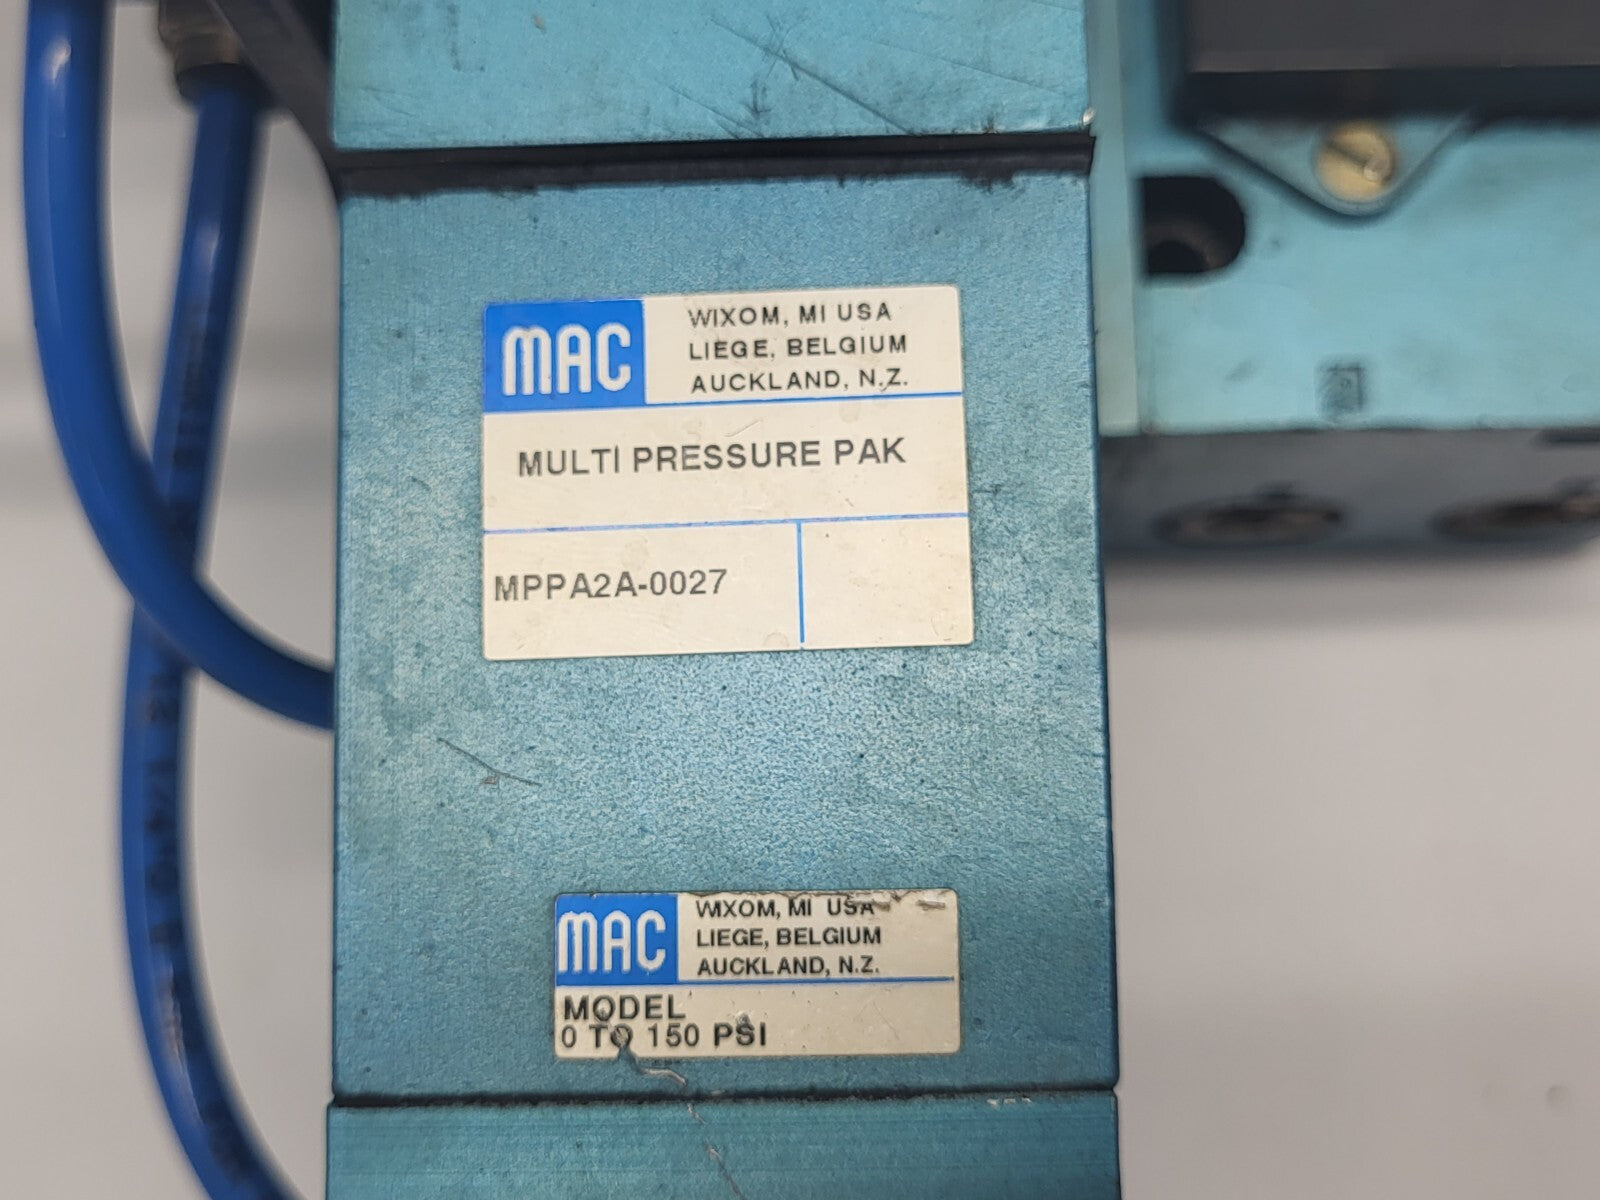 MAC
WIXOM, MI USA
LIEGE, BELGIUM
AUCKLAND, N.Z.
MULTI PRESSURE PAK
MPPA2A-0027
MAC
WIXOM, MI USA
LIEGE, BELGIUM
AUCKLAND, N.Z.
MODEL
0 TO 150 PSI